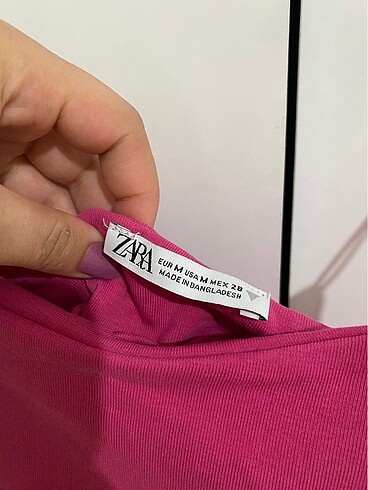 ZARA
EUR M USA M MEX 28
MADE IN BANGLADESH